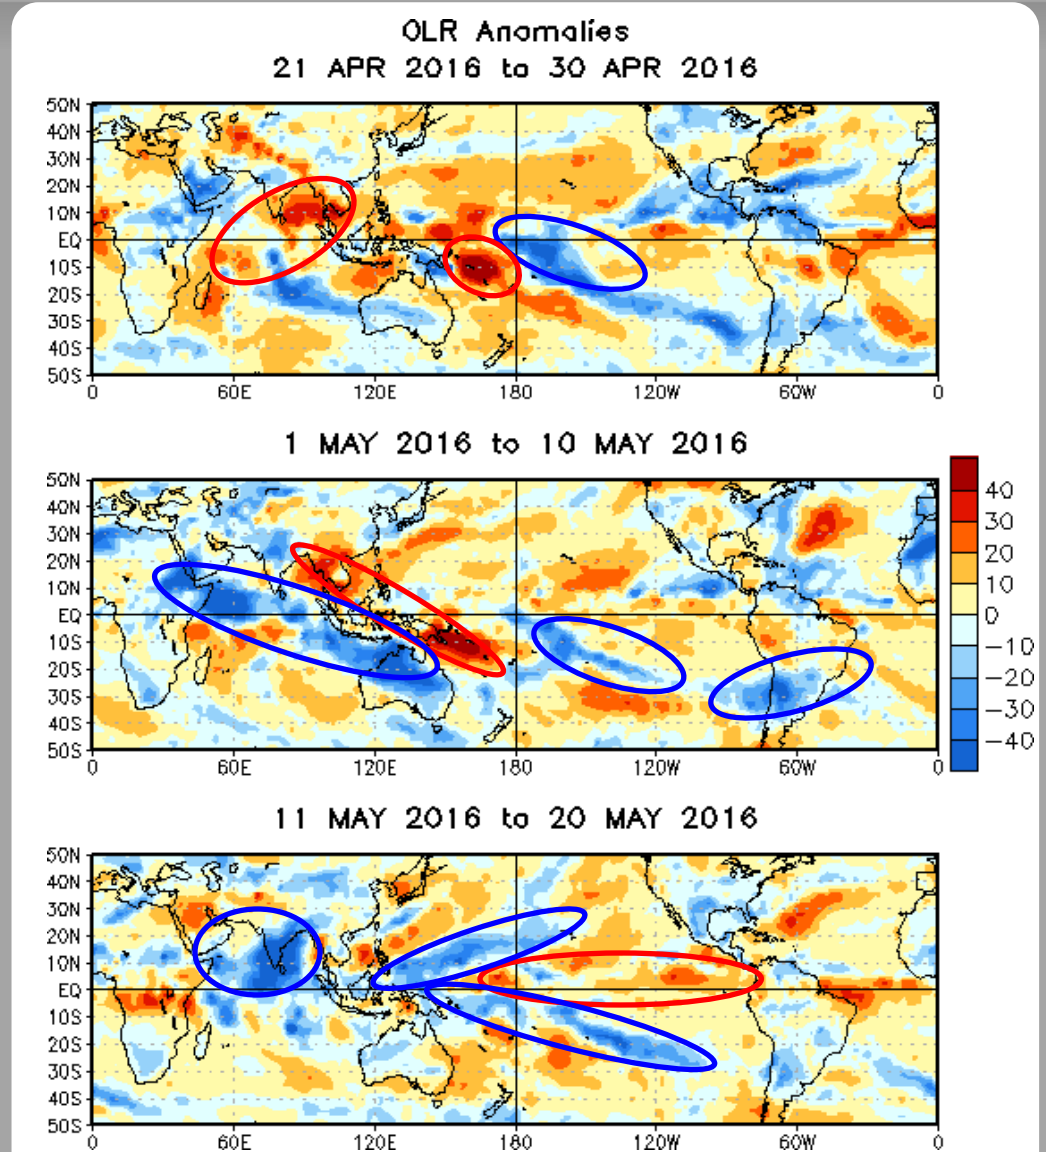 OLR Anomalies
21 APR 2016 to 30 APR 2016
50N
40N
30N
20N
10N
EQ
10S
20S
30S
40S
50S
0 60E 120E 180 120W 60W 0
1 MAY 2016 to 10 MAY 2016
50N
40N
30N
20N
10N
EQ
10S
20S
30S
40S
50S
0 60E 120E 180 120W 60W 0
40
30
20
10
0
−10
−20
−30
−40
11 MAY 2016 to 20 MAY 2016
50N
40N
30N
20N
10N
EQ
10S
20S
30S
40S
50S
0 60E 120E 180 120W 60W 0